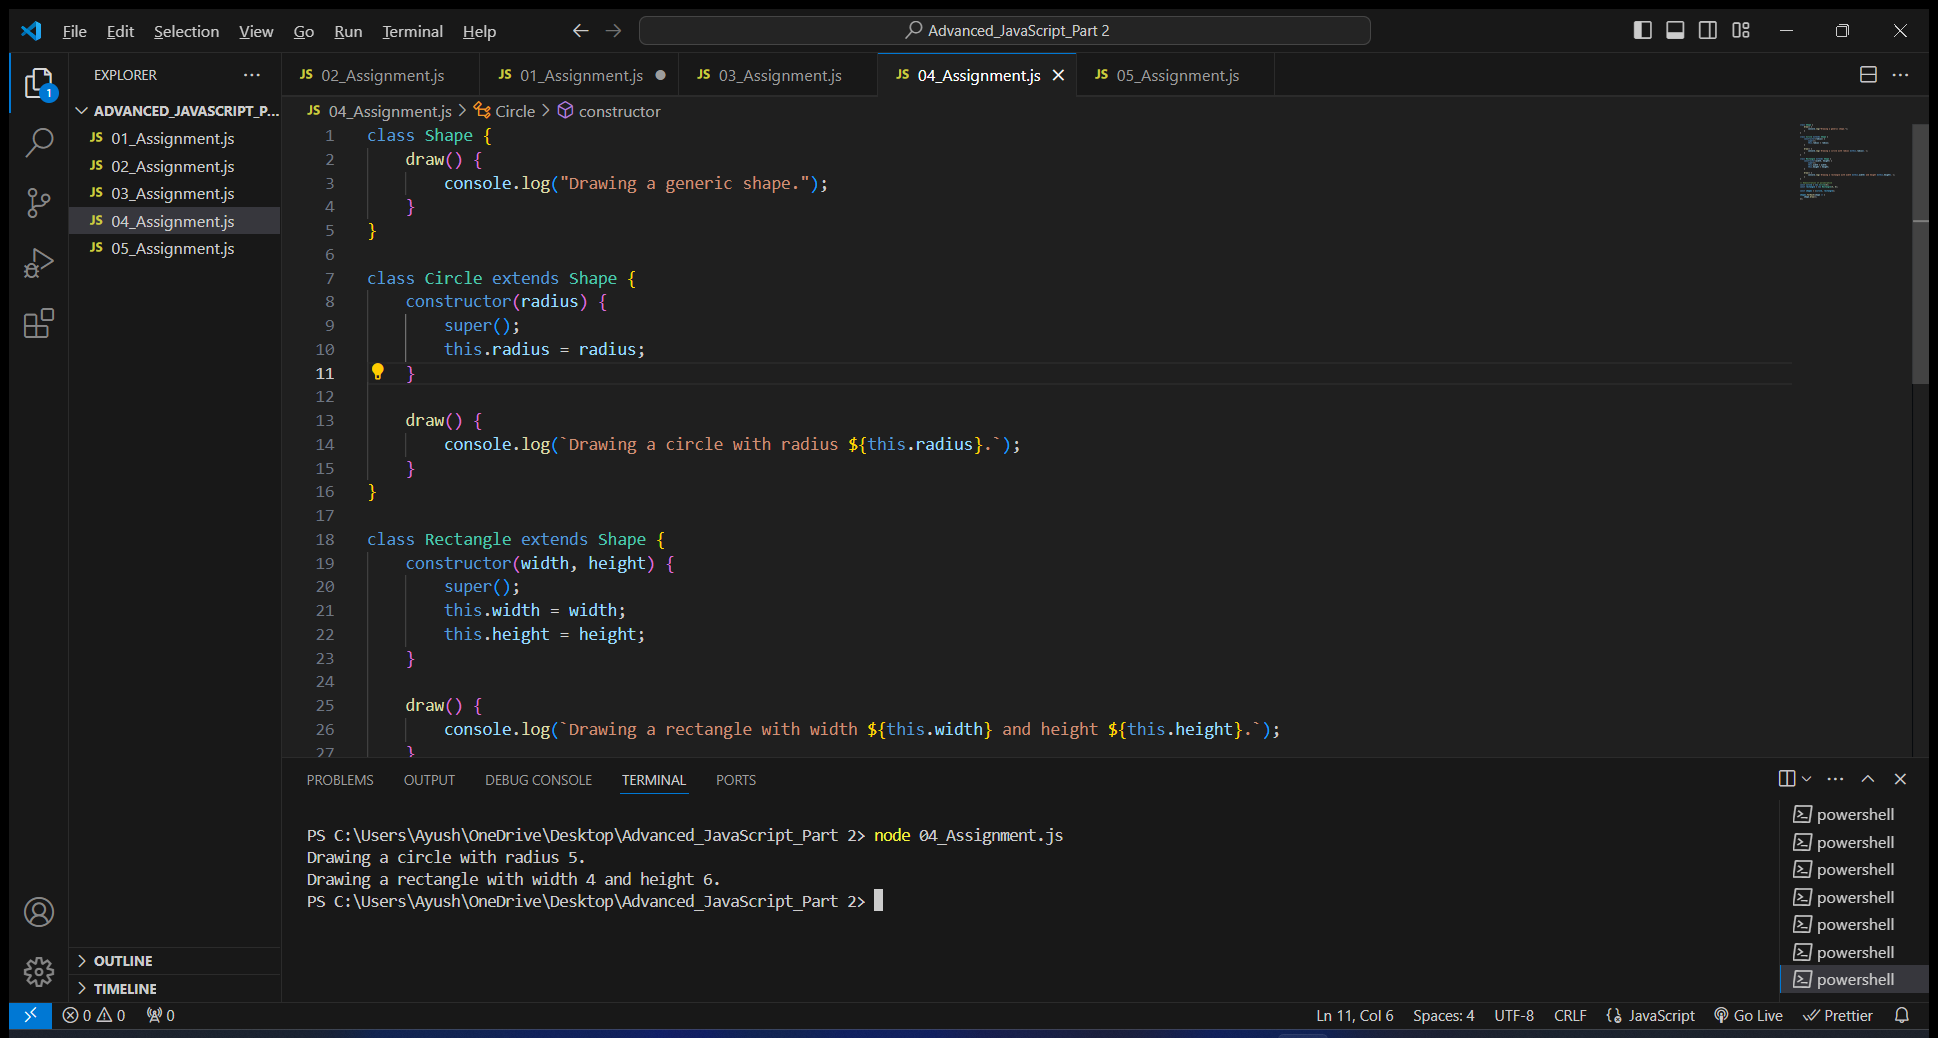 File Edit Selection View Go Run Terminal Help
Advanced_JavaScript_Part 2
EXPLORER
1
ADVANCED_JAVASCRIPT_P...
JS 01_Assignment.js
JS 02_Assignment.js
JS 03_Assignment.js
JS 04_Assignment.js
JS 05_Assignment.js
OUTLINE
TIMELINE
JS 02_Assignment.js JS 01_Assignment.js JS 03_Assignment.js JS 04_Assignment.js JS 05_Assignment.js
JS 04_Assignment.js > Circle > constructor
1 class Shape {
2 draw() {
3 console.log("Drawing a generic shape.");
4 }
5 }
6
7 class Circle extends Shape {
8 constructor(radius) {
9 super();
10 this.radius = radius;
11 }
12
13 draw() {
14 console.log(`Drawing a circle with radius ${this.radius}.`);
15 }
16 }
17
18 class Rectangle extends Shape {
19 constructor(width, height) {
20 super();
21 this.width = width;
22 this.height = height;
23 }
24
25 draw() {
26 console.log(`Drawing a rectangle with width ${this.width} and height ${this.height}.`);
27 }
PROBLEMS OUTPUT DEBUG CONSOLE TERMINAL PORTS
PS C:\Users\Ayush\OneDrive\Desktop\Advanced_JavaScript_Part 2> node 04_Assignment.js
Drawing a circle with radius 5.
Drawing a rectangle with width 4 and height 6.
PS C:\Users\Ayush\OneDrive\Desktop\Advanced_JavaScript_Part 2>
powershell
powershell
powershell
powershell
powershell
powershell
powershell
0 0 0 Ln 11, Col 6 Spaces: 4 UTF-8 CRLF JavaScript Go Live Prettier